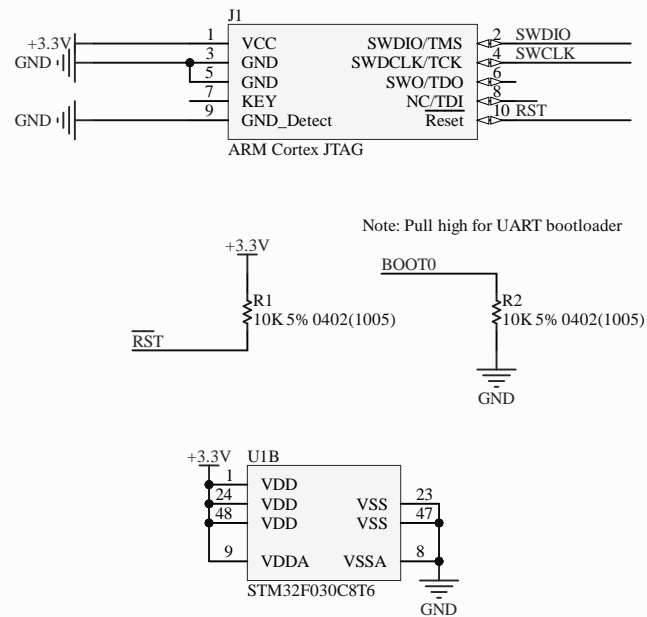 J1
+3.3V 1 VCC SWDIO/TMS 2 SWDIO
GND 3 GND SWDCLK/TCK 4 SWCLK
5 GND SWO/TDO 6
7 KEY NC/TDI 8
GND 9 GND_Detect Reset 10 RST
ARM Cortex JTAG
Note: Pull high for UART bootloader
+3.3V
BOOT0
R1 R2
10K 5% 0402(1005) 10K 5% 0402(1005)
RST
GND
+3.3V U1B
1 VDD
24 VDD VSS 23
48 VDD VSS 47
9 VDDA VSSA 8
STM32F030C8T6
GND